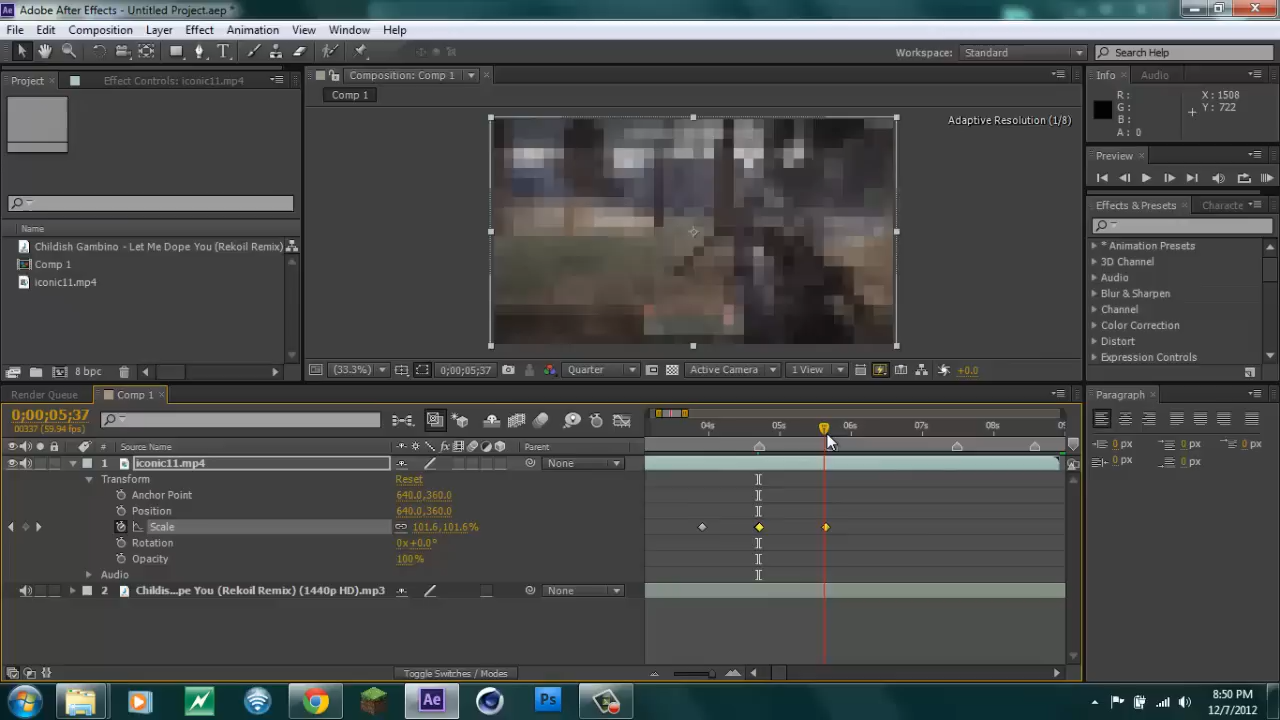 Adobe After Effects - Untitled Project.aep *
File Edit Composition Layer Effect Animation View Window Help
Workspace: Standard Search Help
Project Effect Controls: iconic11.mp4 Composition: Comp 1 Info Audio
Comp 1
R: X: 1508
G: Y: 722
B:
A: 0
Adaptive Resolution (1/8)
Preview
Effects & Presets Characte
Name
Childish Gambino - Let Me Dope You (Rekoil Remix)
Comp 1
iconic11.mp4
* Animation Presets
3D Channel
Audio
Blur & Sharpen
Channel
Color Correction
Distort
Expression Controls
8 bpc (33.3%) 0;00;05;37 Quarter Active Camera 1 View +0.0
Render Queue Comp 1 Paragraph
0;00;05;37
00337 (59.94 fps)
04s 05s 06s 07s 08s 09
# Source Name Parent
1 iconic11.mp4 None
Transform Reset
Anchor Point 640.0,360.0
Position 640.0,360.0
Scale 101.6,101.6%
Rotation 0x+0.0°
Opacity 100%
Audio
2 Childis...pe You (Rekoil Remix) (1440p HD).mp3 None
0 px 0 px 0 px
0 px 0 px
Toggle Switches / Modes
Ae Ps
8:50 PM
12/7/2012